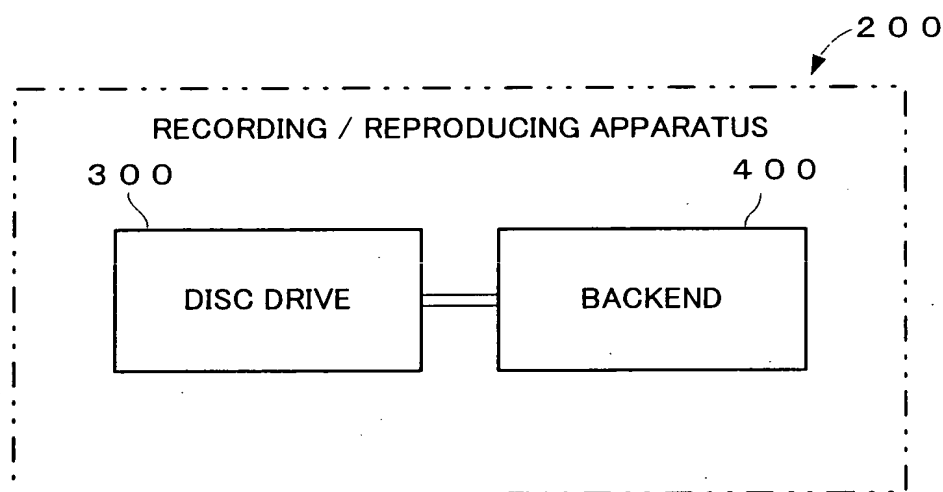 ２００
RECORDING / REPRODUCING APPARATUS
３００
４００
DISC DRIVE
BACKEND